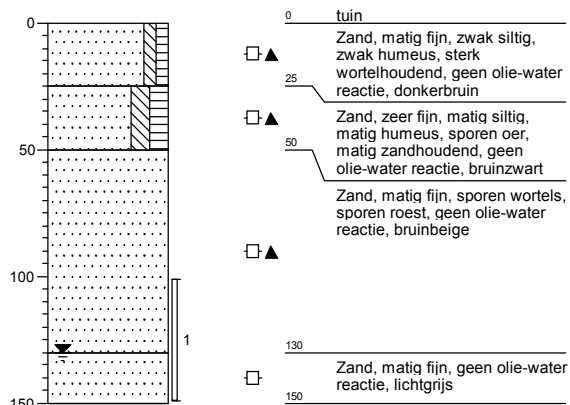 0
50
100
150
1
0
tuin
Zand, matig fijn, zwak siltig,
zwak humeus, sterk
wortelhoudend, geen olie-water
reactie, donkerbruin
25
Zand, zeer fijn, matig siltig,
matig humeus, sporen oer,
matig zandhoudend, geen
olie-water reactie, bruinzwart
50
Zand, matig fijn, sporen wortels,
sporen roest, geen olie-water
reactie, bruinbeige
130
Zand, matig fijn, geen olie-water
reactie, lichtgrijs
150